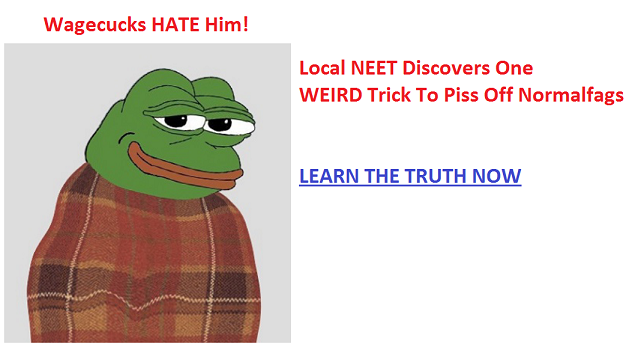 Wagecucks HATE Him!
Local NEET Discovers One
WEIRD Trick To Piss Off Normalfags
LEARN THE TRUTH NOW